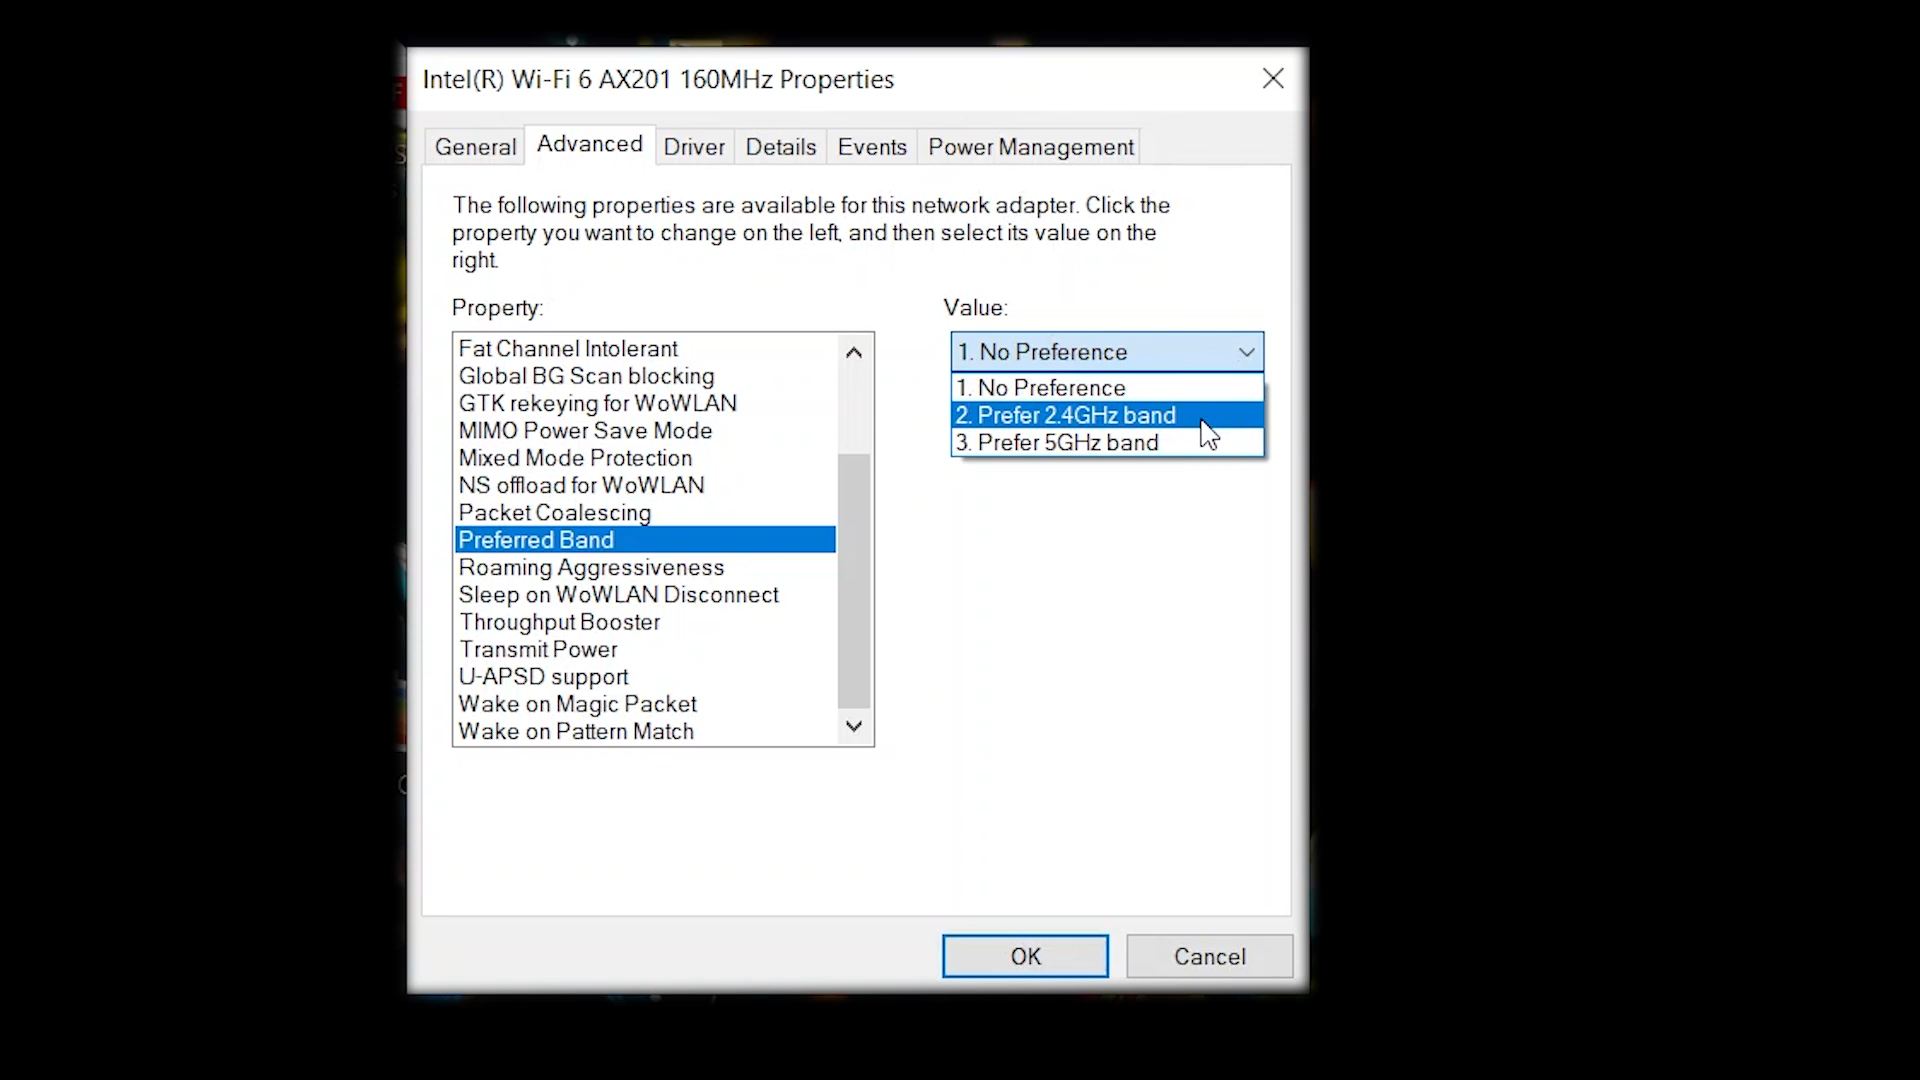 Intel(R) Wi-Fi 6 AX201 160MHz Properties
General
Advanced
Driver
Details
Events
Power Management
The following properties are available for this network adapter. Click the
property you want to change on the left, and then select its value on the
right.
Property:
Value:
Fat Channel Intolerant
Global BG Scan blocking
GTK rekeying for WoWLAN
MIMO Power Save Mode
Mixed Mode Protection
NS offload for WoWLAN
Packet Coalescing
Preferred Band
Roaming Aggressiveness
Sleep on WoWLAN Disconnect
Throughput Booster
Transmit Power
U-APSD support
Wake on Magic Packet
Wake on Pattern Match
1. No Preference
1. No Preference
2. Prefer 2.4GHz band
3. Prefer 5GHz band
OK
Cancel